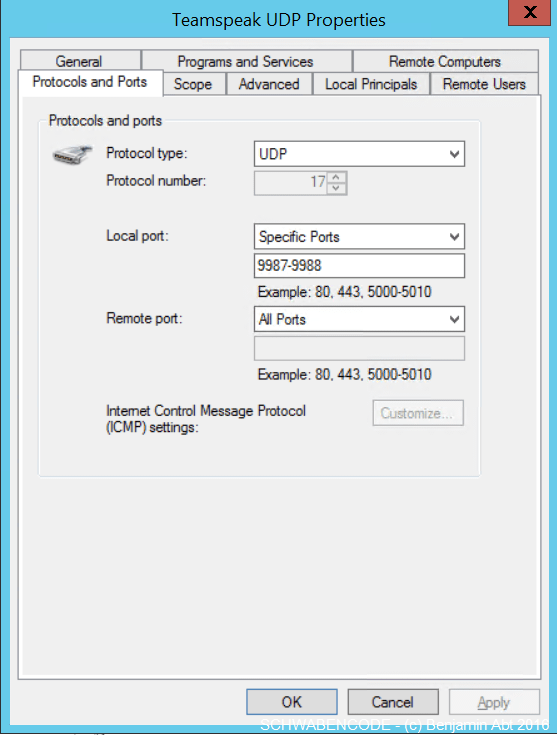 Teamspeak UDP Properties
X
General Programs and Services Remote Computers
Protocols and Ports Scope Advanced Local Principals Remote Users
Protocols and ports
Protocol type: UDP
Protocol number: 17
Local port: Specific Ports
9987-9988
Example: 80, 443, 5000-5010
Remote port: All Ports
Example: 80, 443, 5000-5010
Internet Control Message Protocol
(ICMP) settings: Customize...
OK Cancel Apply
SCHWABENCODE - (c) Benjamin Abt 2016